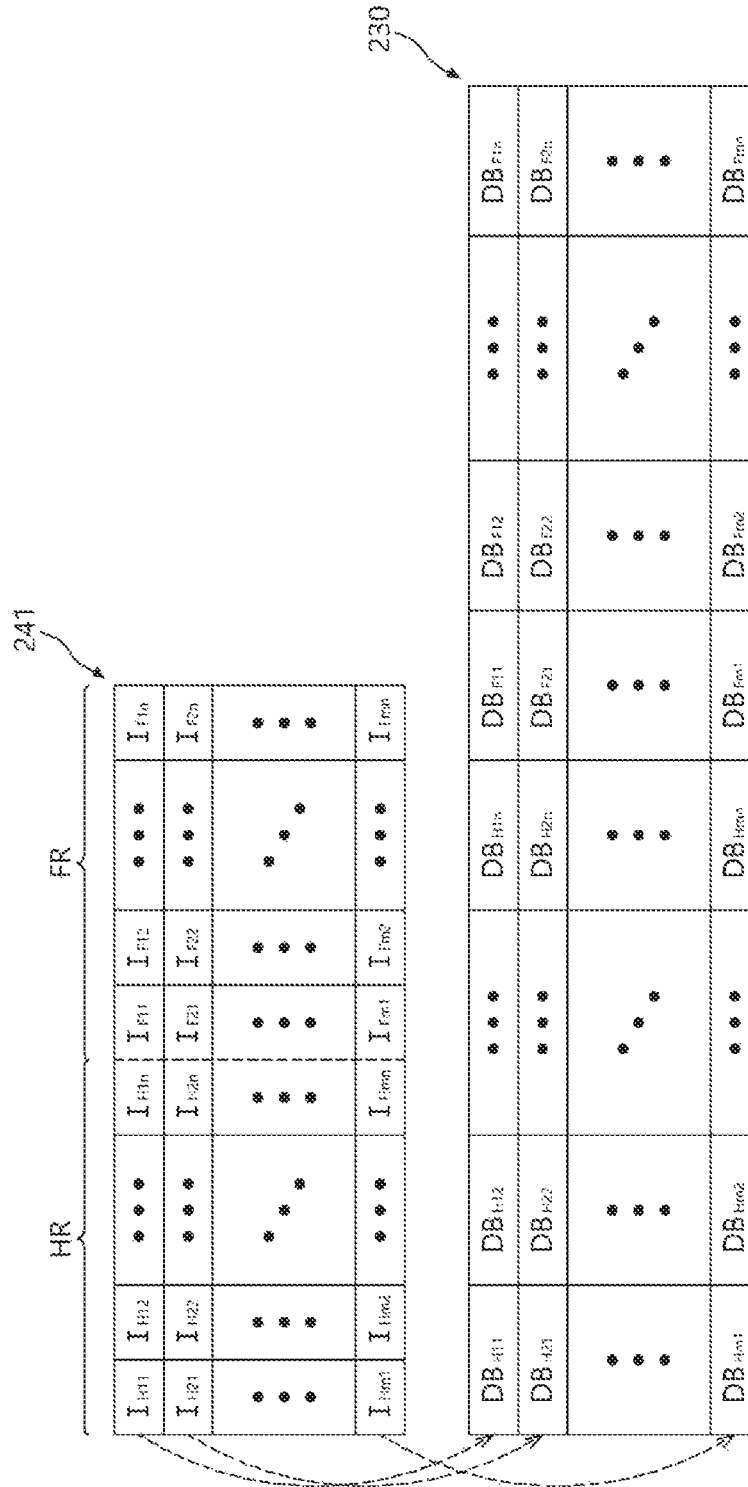 241
HR FR
I H11 I H12 ••• I H1n I F11 I F12 ••• I F1n
I H21 I H22 ••• I H2n I F21 I F22 ••• I F2n
I Hm1 I Hm2 ••• I Hmn I Fm1 I Fm2 ••• I Fmn
230
DB H11 DB H12 ••• DB H1n DB F11 DB F12 ••• DB F1n
DB H21 DB H22 ••• DB H2n DB F21 DB F22 ••• DB F2n
DB Hm1 DB Hm2 ••• DB Hmn DB Fm1 DB Fm2 ••• DB Fmn